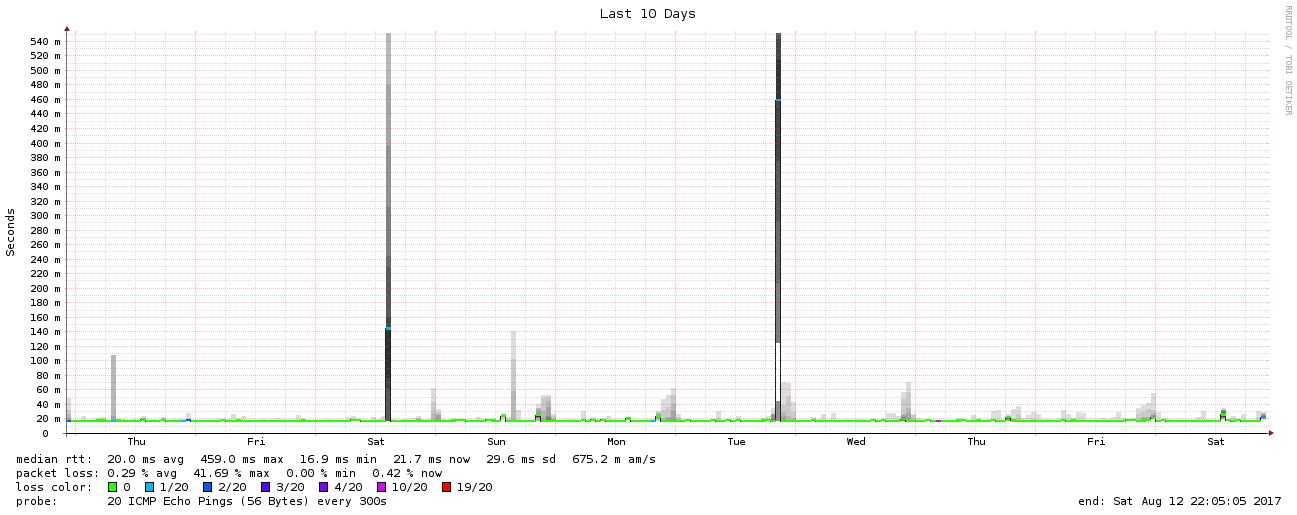 Last 10 Days
RRDTOOL / TOBI OETIKER
Seconds
540 m
520 m
500 m
480 m
460 m
440 m
420 m
400 m
380 m
360 m
340 m
320 m
300 m
280 m
260 m
240 m
220 m
200 m
180 m
160 m
140 m
120 m
100 m
80 m
60 m
40 m
20 m
0
Thu Fri Sat Sun Mon Tue Wed Thu Fri Sat
median rtt: 20.0 ms avg 459.0 ms max 16.9 ms min 21.7 ms now 29.6 ms sd 675.2 m am/s
packet loss: 0.29 % avg 41.69 % max 0.00 % min 0.42 % now
loss color: 0 1/20 2/20 3/20 4/20 10/20 19/20
probe: 20 ICMP Echo Pings (56 Bytes) every 300s end: Sat Aug 12 22:05:05 2017